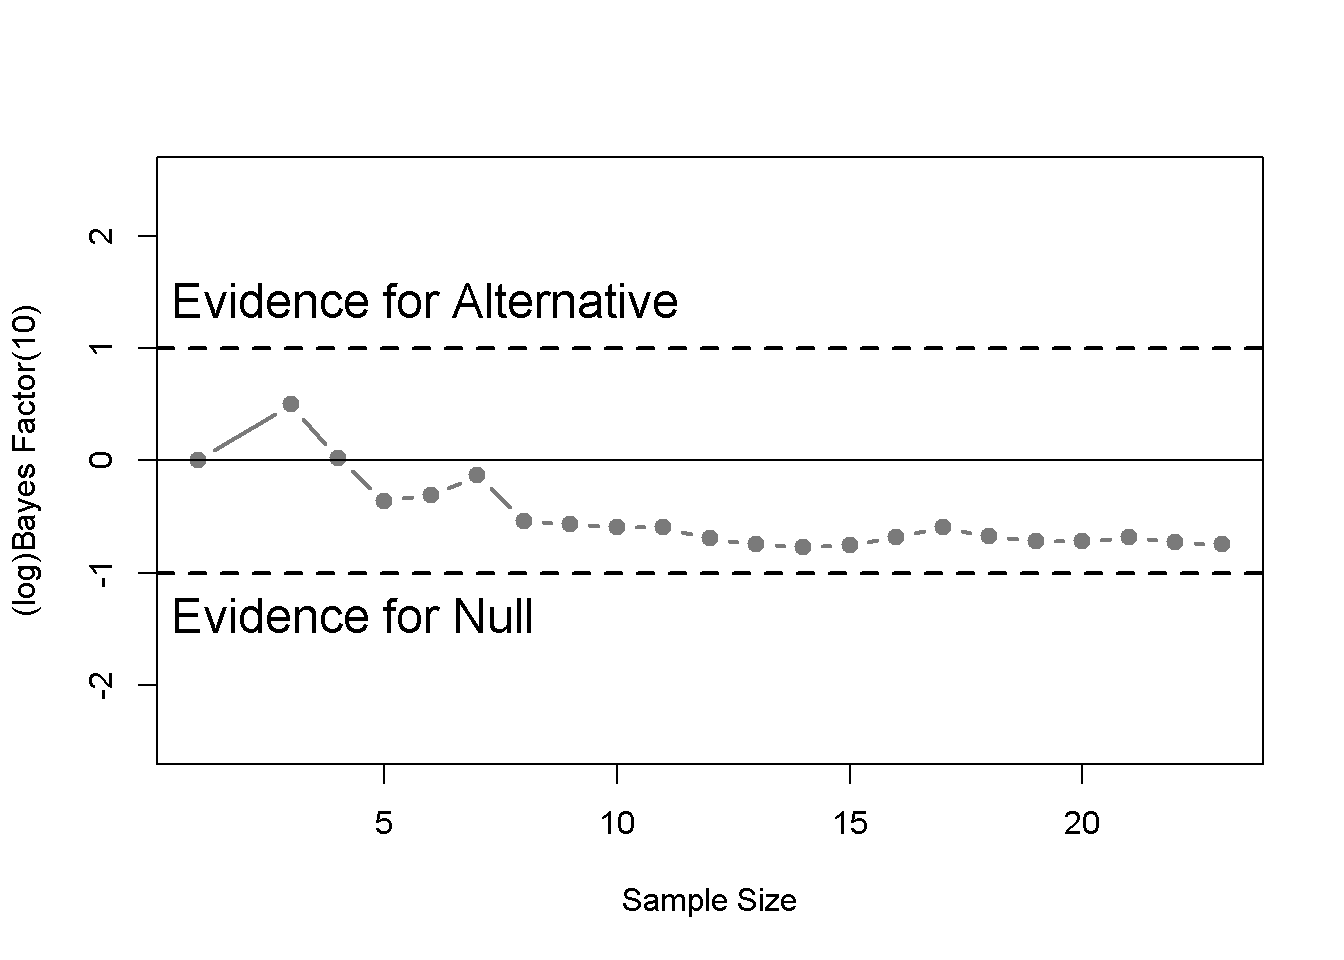 2
Evidence for Alternative
1
0
-1
Evidence for Null
-2
(log)Bayes Factor(10)
5 10 15 20
Sample Size